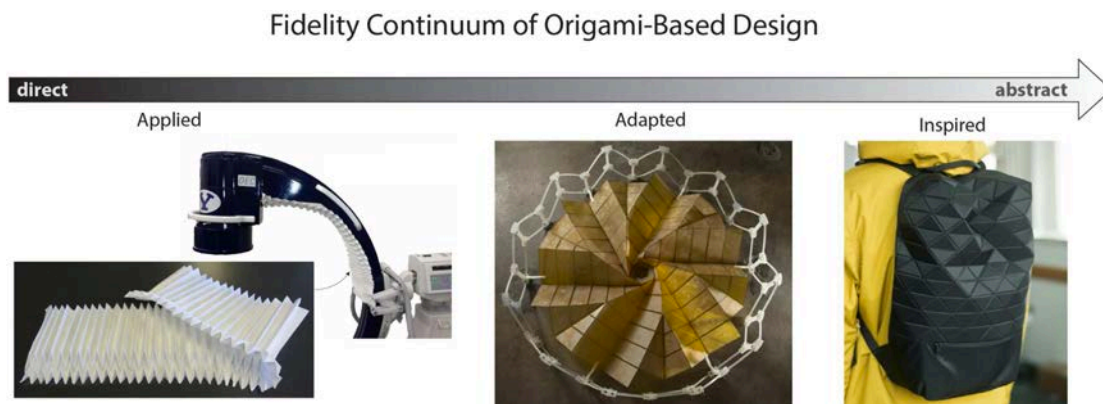 Fidelity Continuum of Origami-Based Design
direct
abstract
Applied
Adapted
Inspired
Y